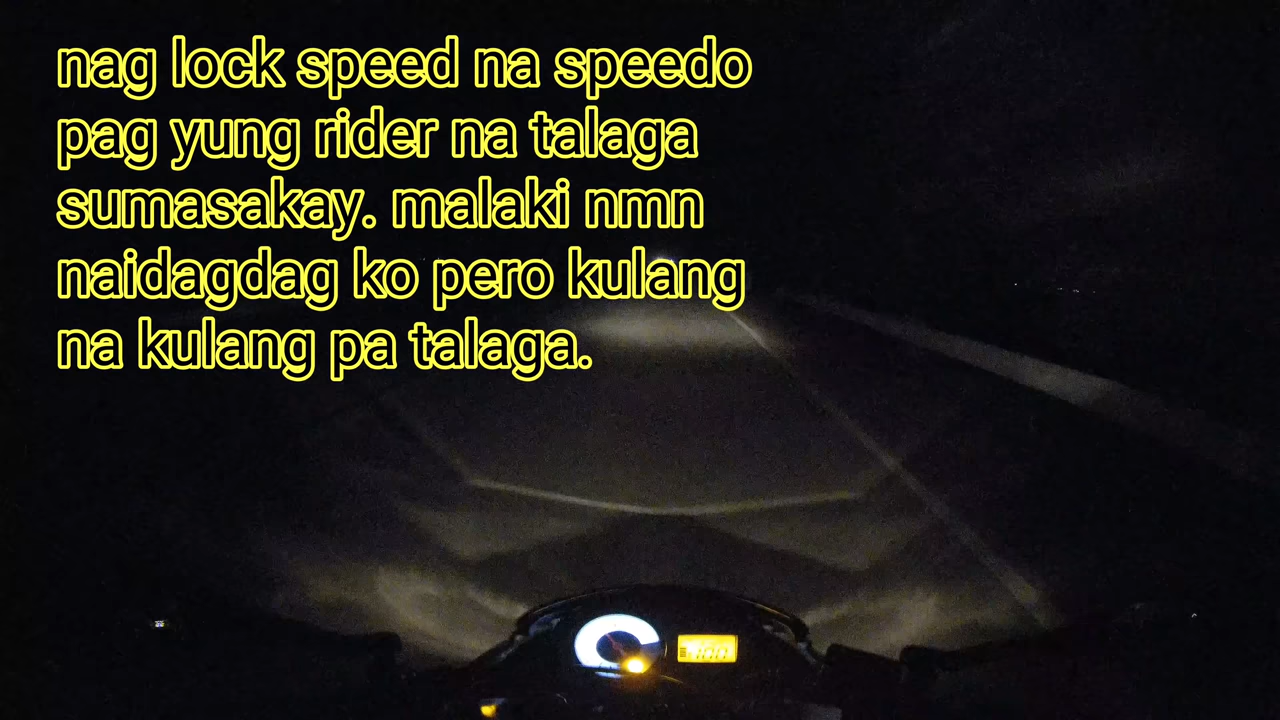 nag lock speed na speedo
pag yung rider na talaga
sumasakay. malaki nmn
naidagdag ko pero kulang
na kulang pa talaga.